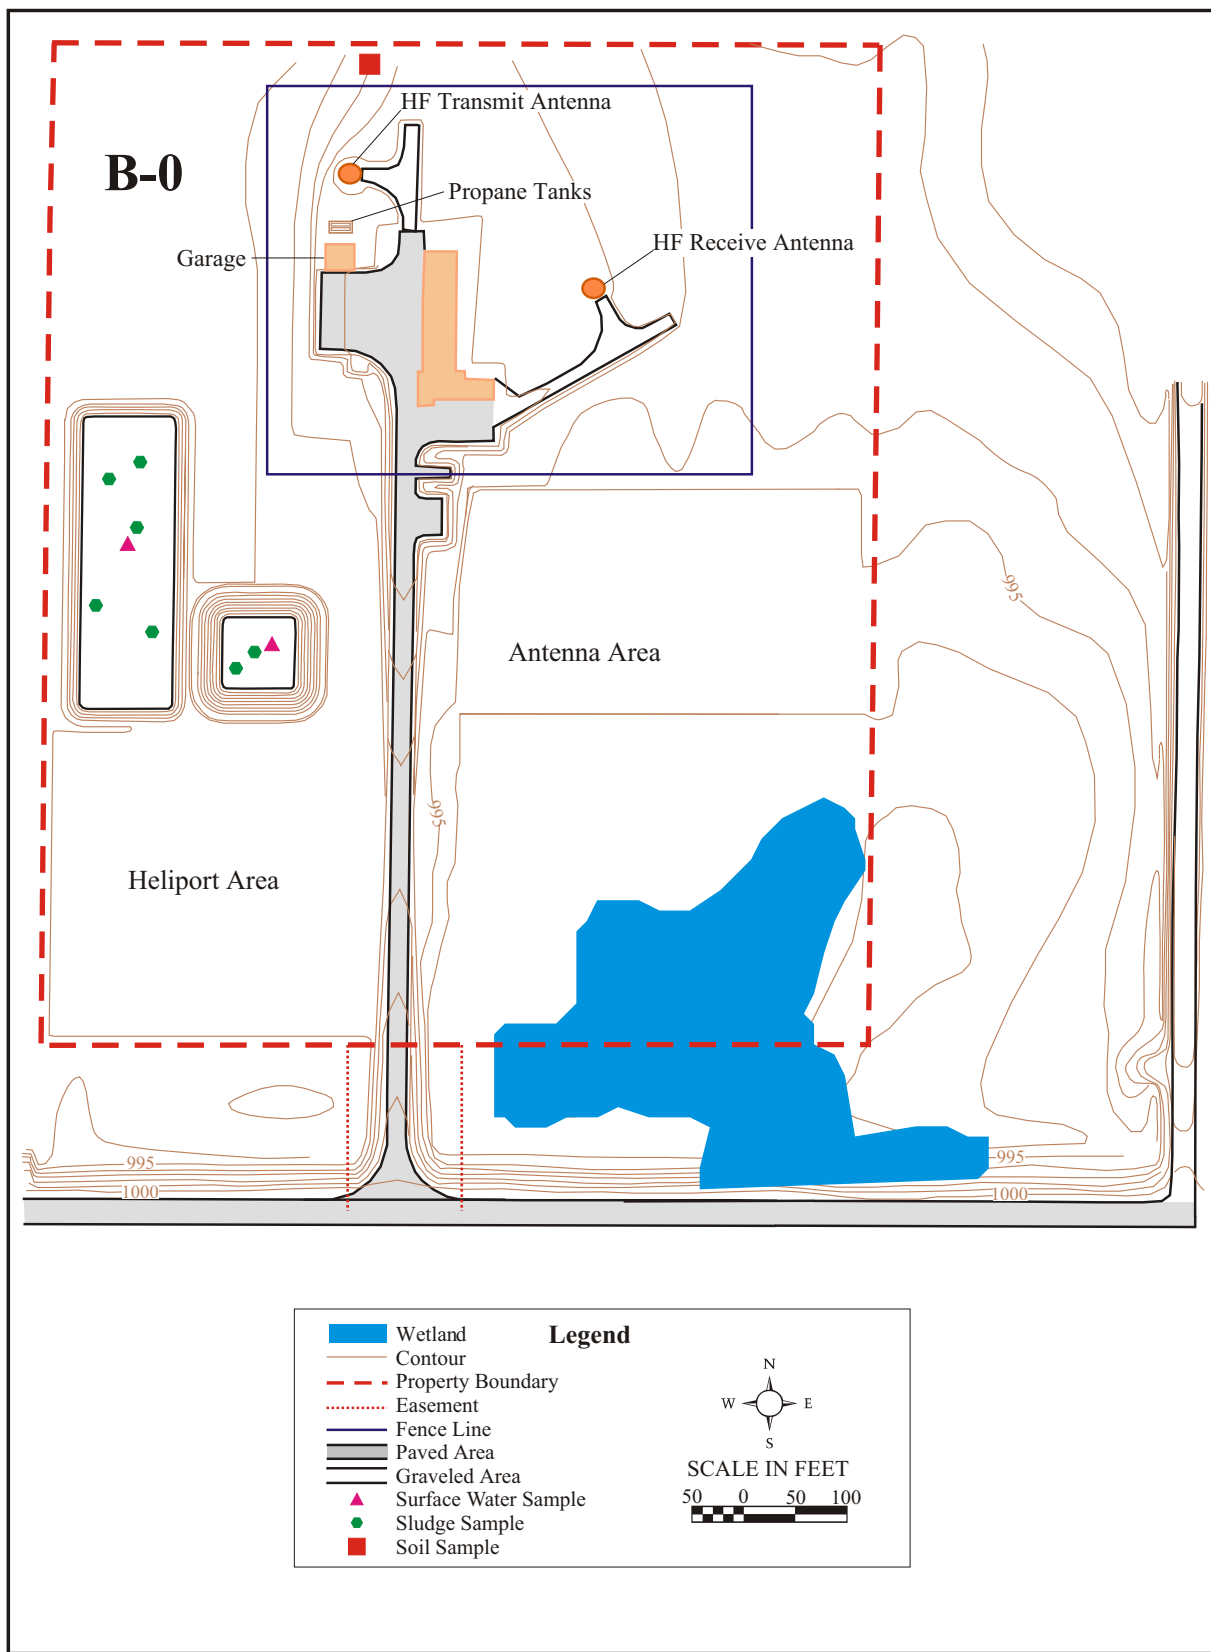 HF Transmit Antenna
B-0
Propane Tanks
HF Receive Antenna
Garage
995
Antenna Area
995
Heliport Area
995
995
1000
1000
Legend
Wetland
Contour
Property Boundary
Easement
Fence Line
Paved Area
Graveled Area
Surface Water Sample
Sludge Sample
Soil Sample
N
W E
S
SCALE IN FEET
50 0 50 100